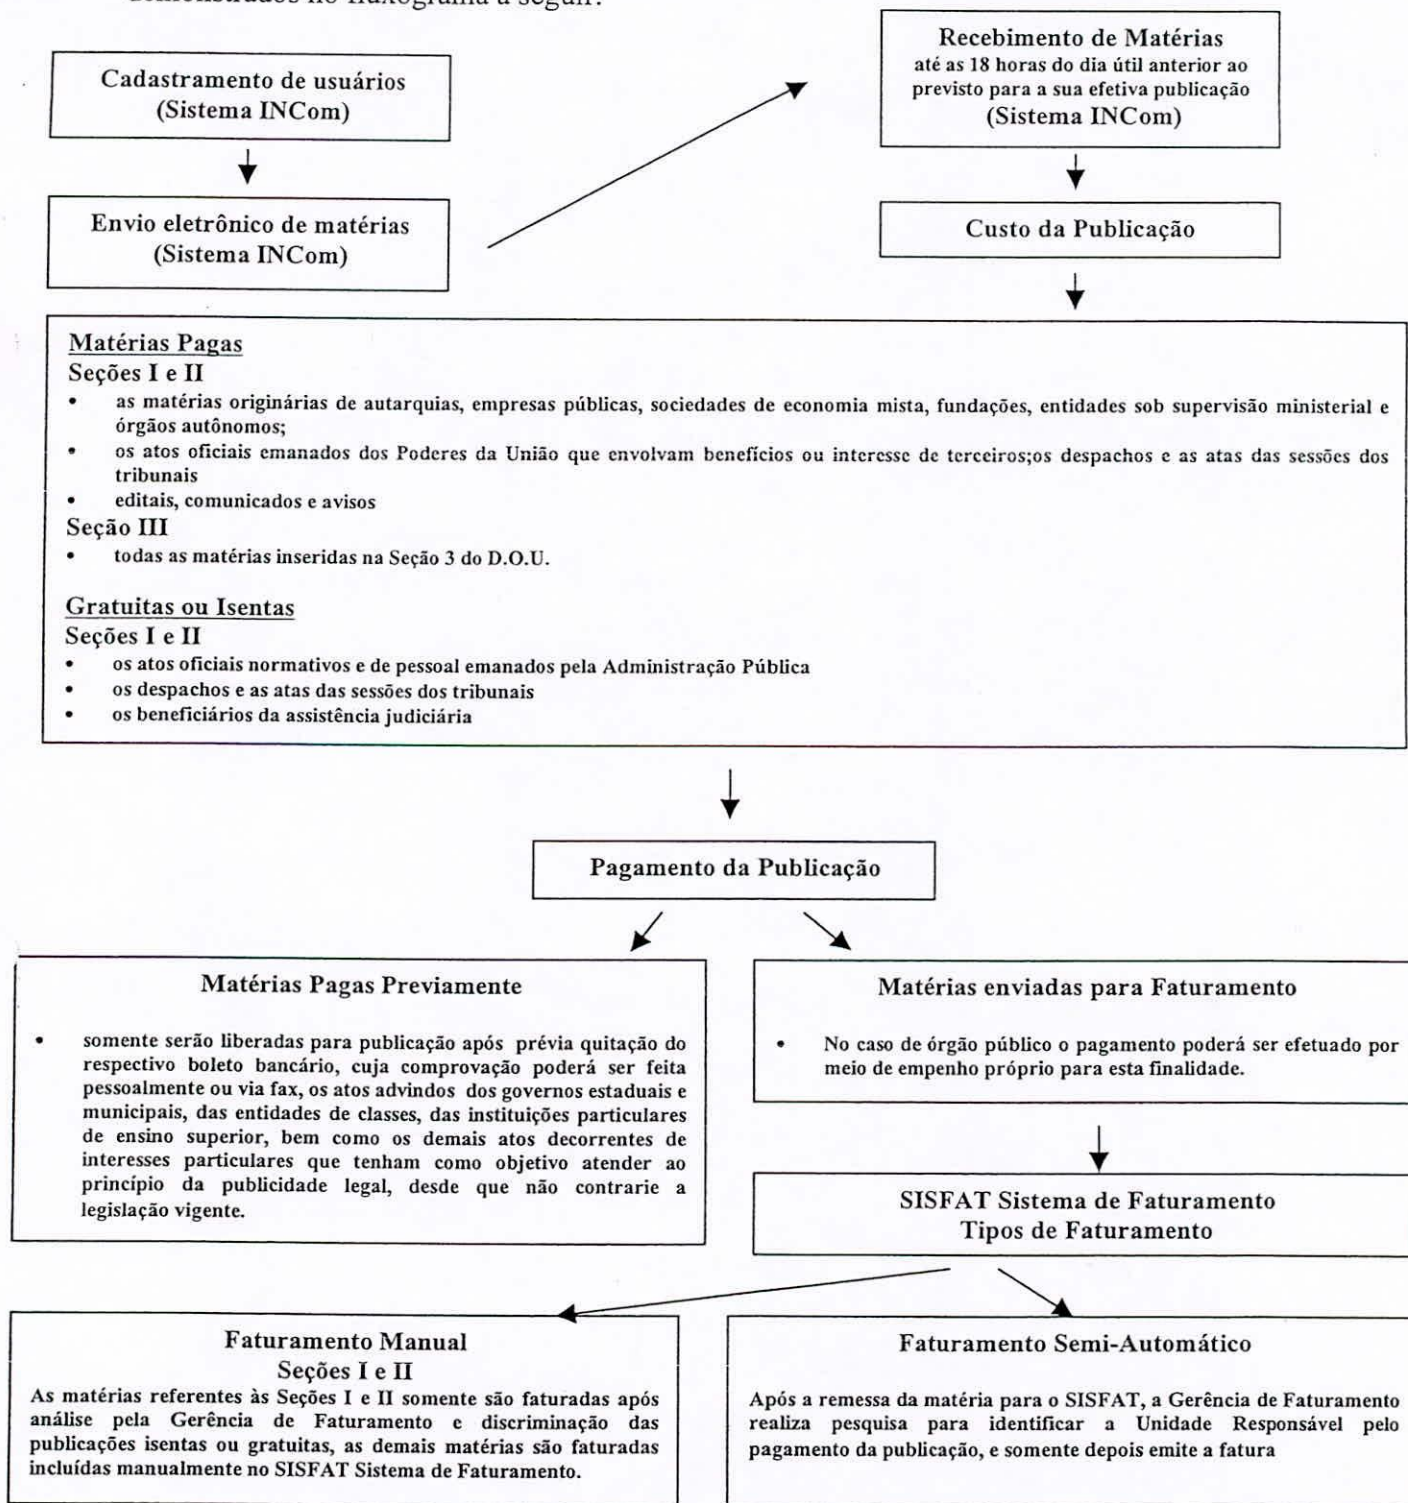 demonstrados no fluxograma a seguir:
Cadastramento de usuários
(Sistema INCom)
Envio eletrônico de matérias
(Sistema INCom)
Recebimento de Matérias
até as 18 horas do dia útil anterior ao
previsto para a sua efetiva publicação
(Sistema INCom)
Custo da Publicação
Matérias Pagas
Seções I e II
• as matérias originárias de autarquias, empresas públicas, sociedades de economia mista, fundações, entidades sob supervisão ministerial e
órgãos autônomos;
• os atos oficiais emanados dos Poderes da União que envolvam benefícios ou interesse de terceiros;os despachos e as atas das sessões dos
tribunais
• editais, comunicados e avisos
Seção III
• todas as matérias inseridas na Seção 3 do D.O.U.
Gratuitas ou Isentas
Seções I e II
• os atos oficiais normativos e de pessoal emanados pela Administração Pública
• os despachos e as atas das sessões dos tribunais
• os beneficiários da assistência judiciária
Pagamento da Publicação
Matérias Pagas Previamente
• somente serão liberadas para publicação após prévia quitação do
respectivo boleto bancário, cuja comprovação poderá ser feita
pessoalmente ou via fax, os atos advindos dos governos estaduais e
municipais, das entidades de classes, das instituições particulares
de ensino superior, bem como os demais atos decorrentes de
interesses particulares que tenham como objetivo atender ao
princípio da publicidade legal, desde que não contrarie a
legislação vigente.
Matérias enviadas para Faturamento
• No caso de órgão público o pagamento poderá ser efetuado por
meio de empenho próprio para esta finalidade.
SISFAT Sistema de Faturamento
Tipos de Faturamento
Faturamento Manual
Seções I e II
As matérias referentes às Seções I e II somente são faturadas após
análise pela Gerência de Faturamento e discriminação das
publicações isentas ou gratuitas, as demais matérias são faturadas
incluídas manualmente no SISFAT Sistema de Faturamento.
Faturamento Semi-Automático
Após a remessa da matéria para o SISFAT, a Gerência de Faturamento
realiza pesquisa para identificar a Unidade Responsável pelo
pagamento da publicação, e somente depois emite a fatura